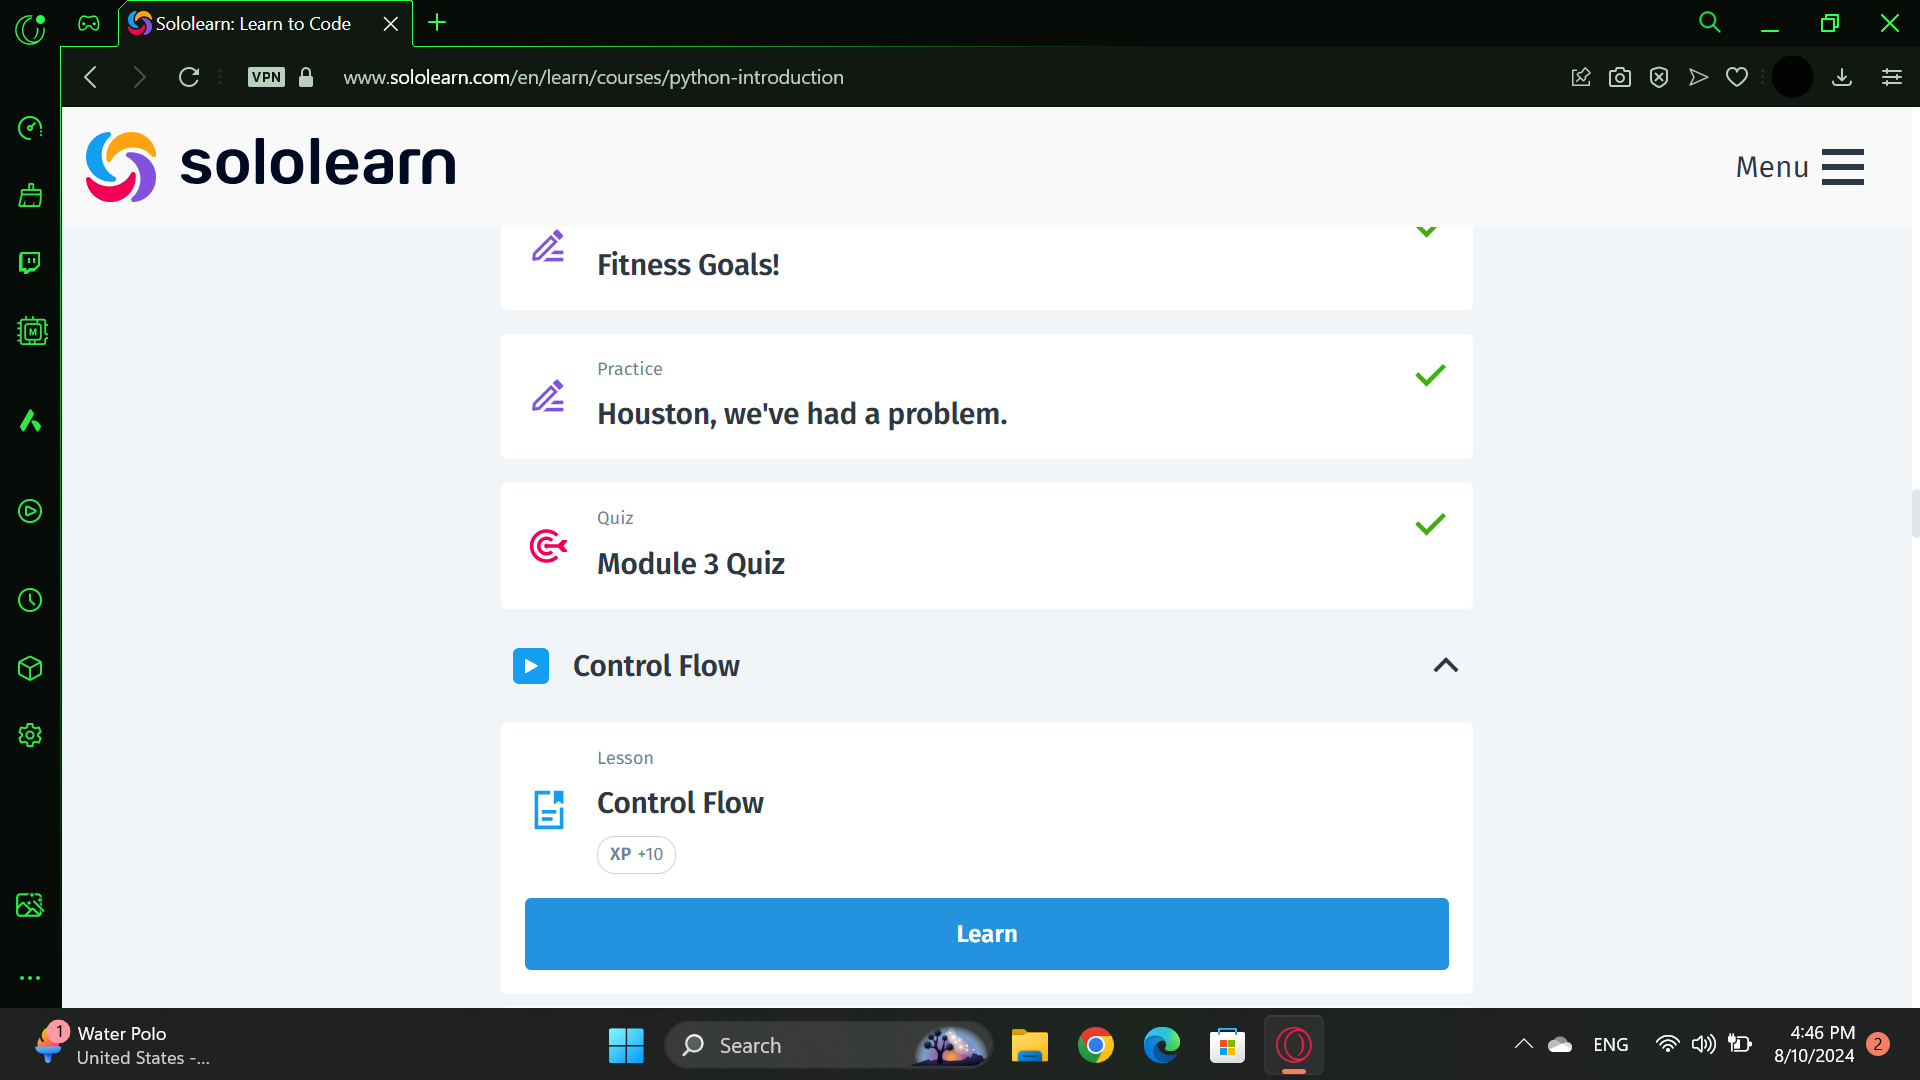 Sololearn: Learn to Code
VPN
www.sololearn.com/en/learn/courses/python-introduction
sololearn
Menu
Fitness Goals!
Practice
Houston, we've had a problem.
Quiz
Module 3 Quiz
Control Flow
Lesson
Control Flow
XP +10
Learn
M
1
Water Polo
United States -...
Search
ENG
4:46 PM
8/10/2024
2